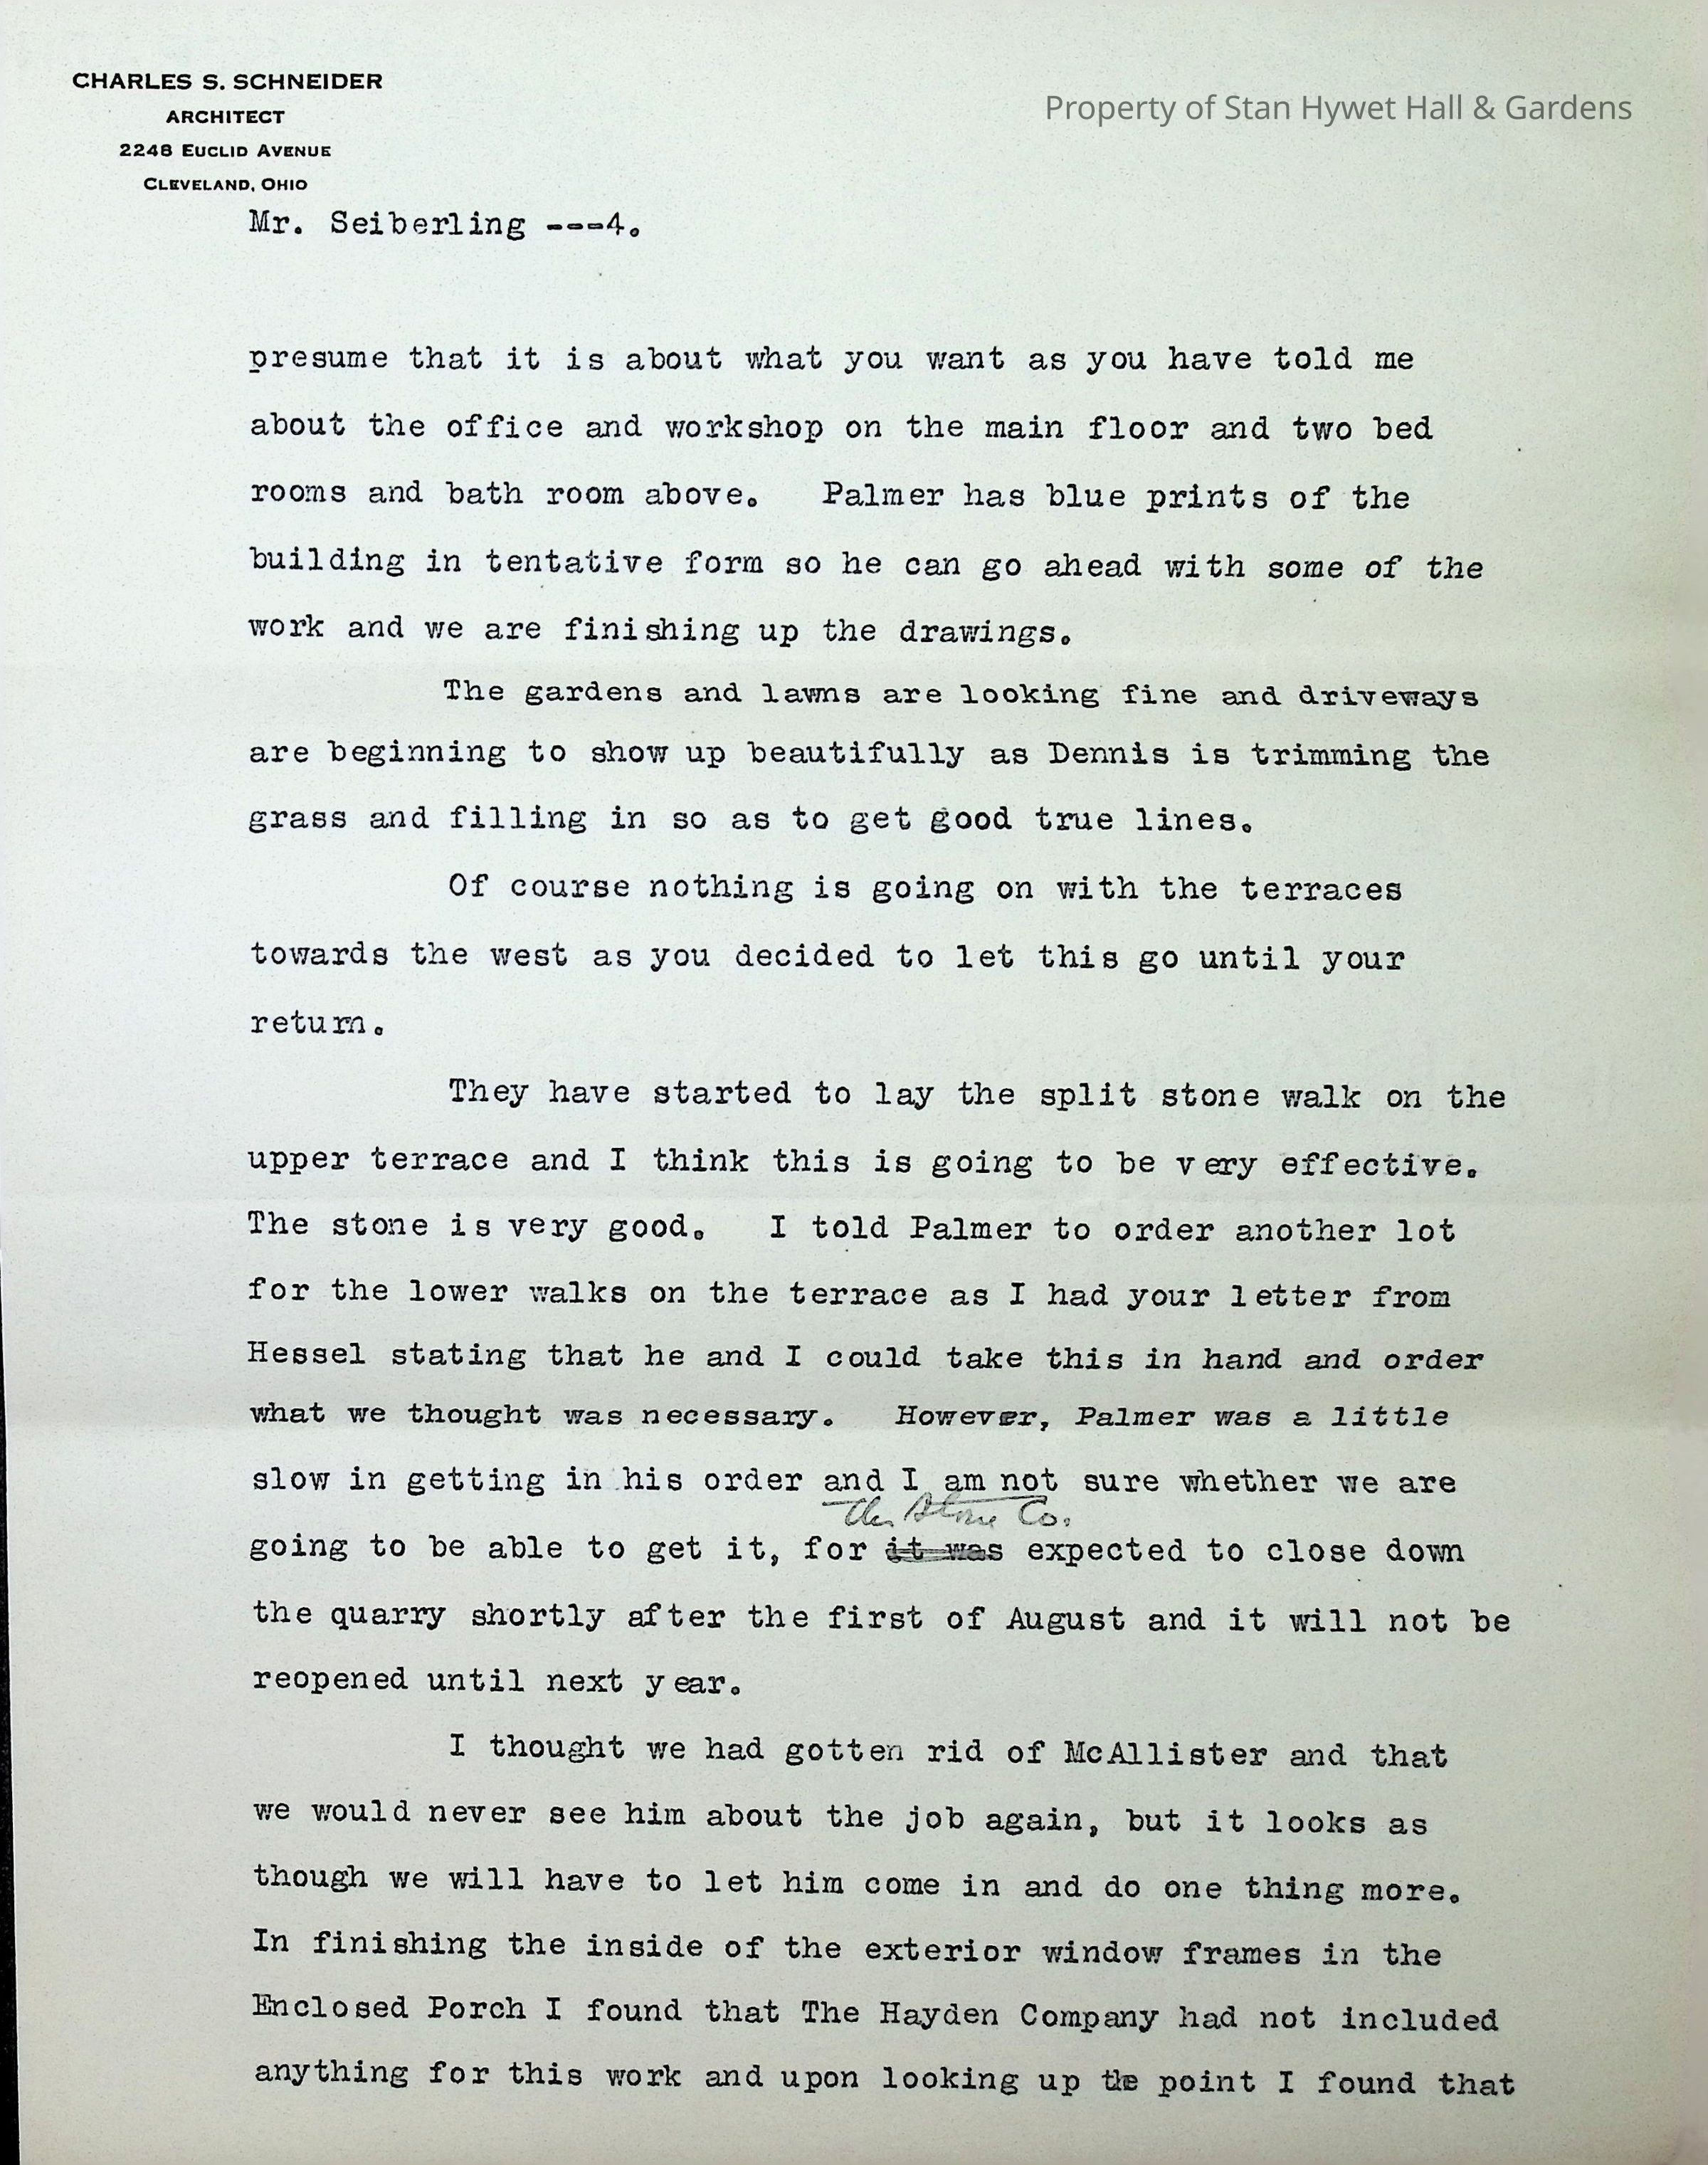 CHARLES S. SCHNEIDER
ARCHITECT
2248 EUCLID AVENUE
CLEVELAND, OHIO
Property of Stan Hywet Hall & Gardens
Mr. Seiberling ---4.
presume that it is about what you want as you have told me
about the office and workshop on the main floor and two bed
rooms and bath room above. Palmer has blue prints of the
building in tentative form so he can go ahead with some of the
work and we are finishing up the drawings.
The gardens and lawns are looking fine and driveways
are beginning to show up beautifully as Dennis is trimming the
grass and filling in so as to get good true lines.
Of course nothing is going on with the terraces
towards the west as you decided to let this go until your
return.
They have started to lay the split stone walk on the
upper terrace and I think this is going to be very effective.
The stone is very good. I told Palmer to order another lot
for the lower walks on the terrace as I had your letter from
Hessel stating that he and I could take this in hand and order
what we thought was necessary. However, Palmer was a little
slow in getting in his order and I am not sure whether we are
the Stone Co.
going to be able to get it, for it was expected to close down
the quarry shortly after the first of August and it will not be
reopened until next year.
I thought we had gotten rid of McAllister and that
we would never see him about the job again, but it looks as
though we will have to let him come in and do one thing more.
In finishing the inside of the exterior window frames in the
Enclosed Porch I found that The Hayden Company had not included
anything for this work and upon looking up the point I found that